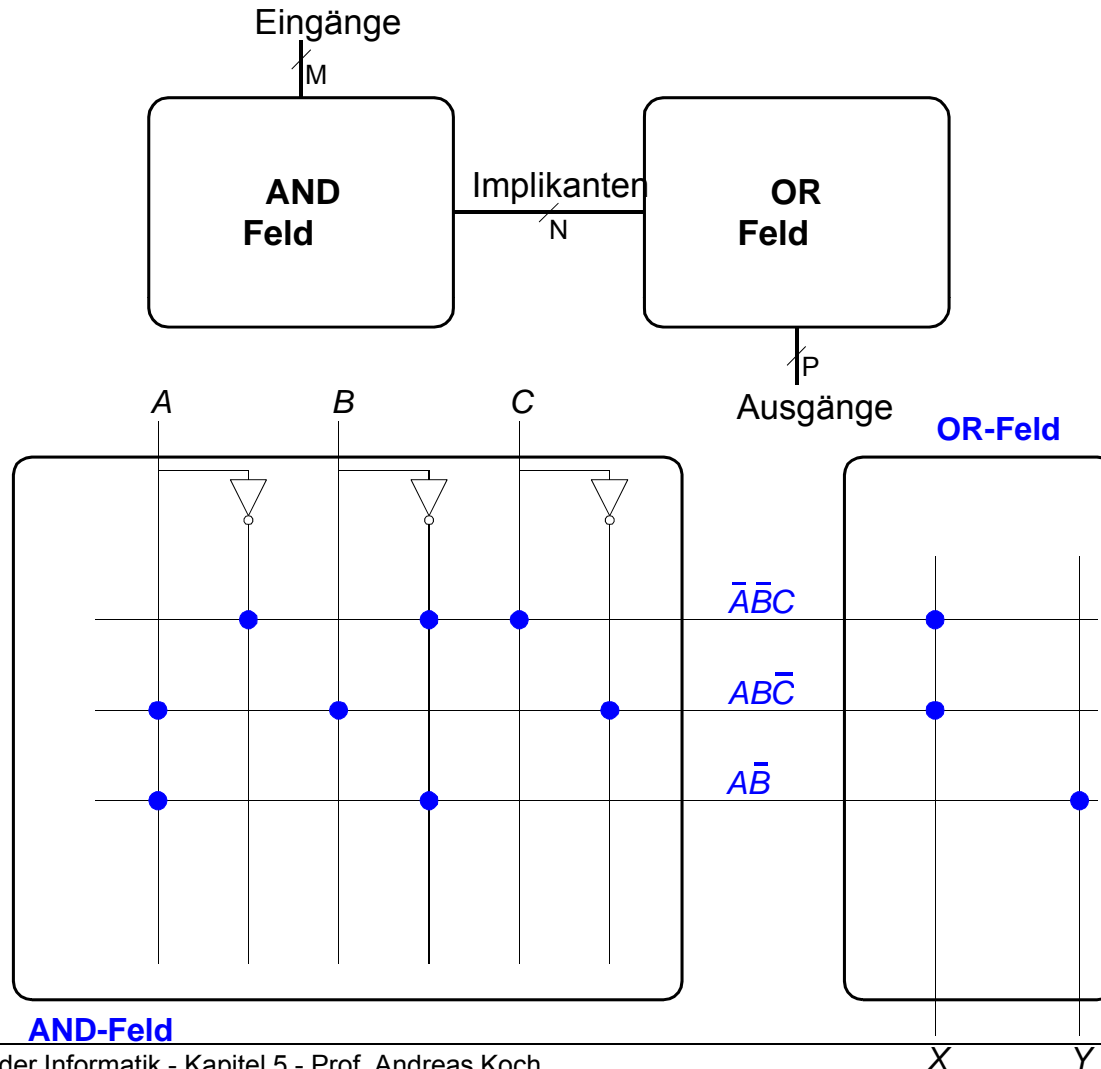 Eingänge
M
AND
Feld
Implikanten
N
OR
Feld
P
Ausgänge
A B C
OR-Feld
A̅B̅C
ABC̅
AB̅
AND-Feld
der Informatik - Kapitel 5 - Prof. Andreas Koch
X Y